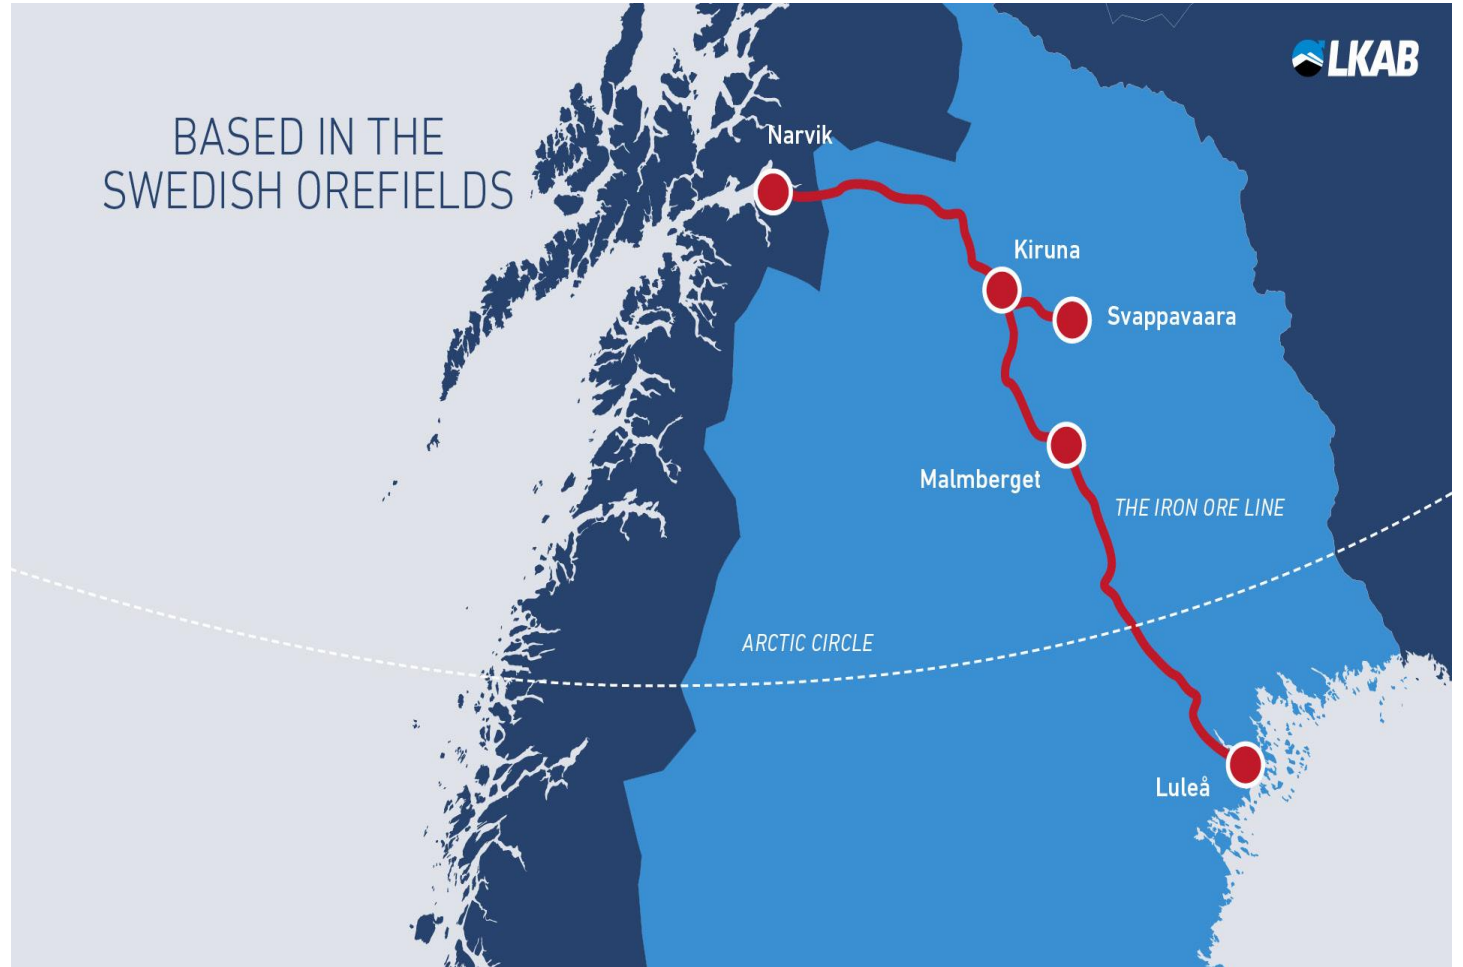 LKAB
BASED IN THE
SWEDISH OREFIELDS
Narvik
Kiruna
Svappavaara
Malmberget
THE IRON ORE LINE
ARCTIC CIRCLE
Luleå